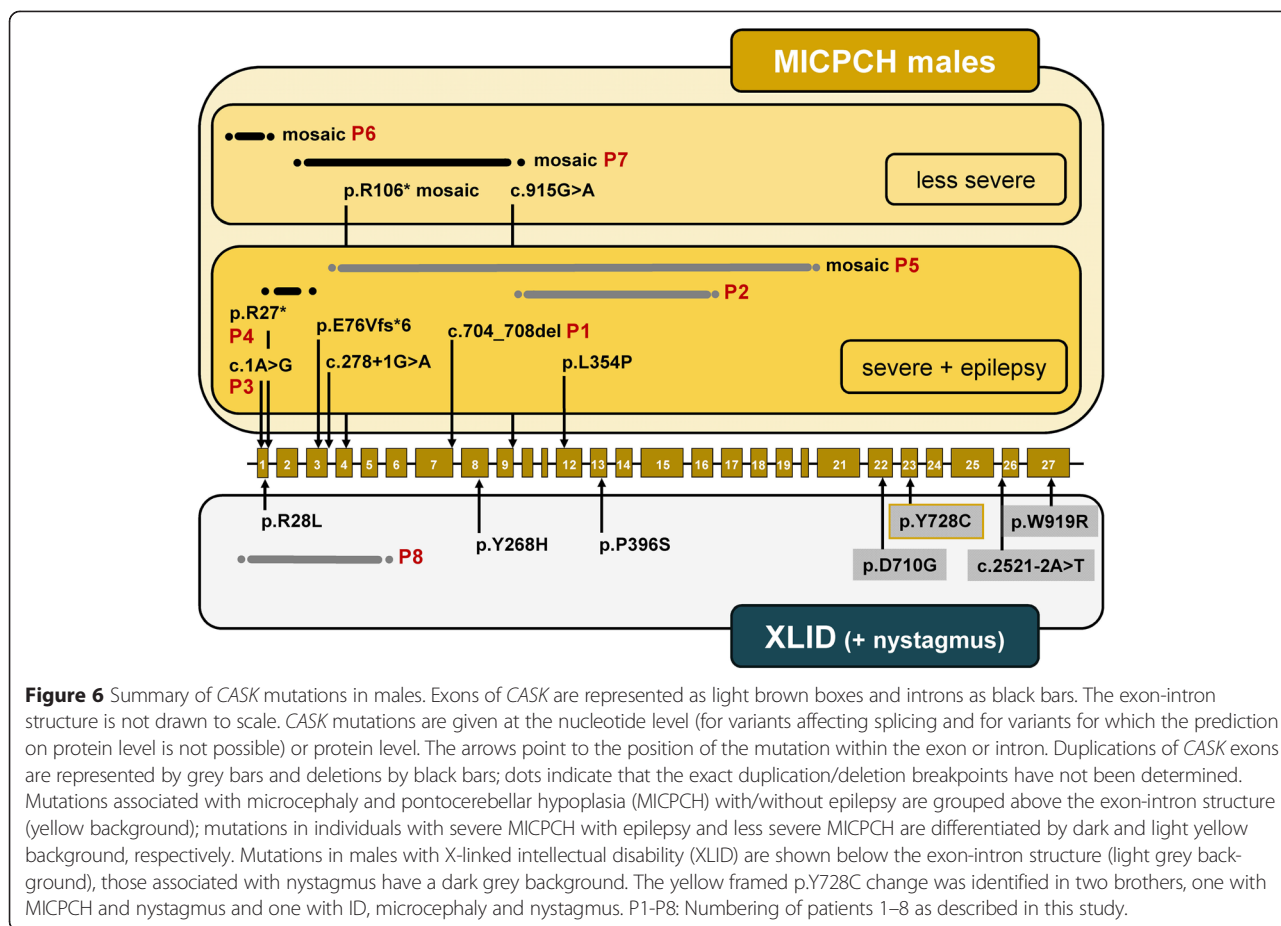 MICPCH males
mosaic P6
mosaic P7
p.R106* mosaic
c.915G>A
less severe
mosaic P5
P2
p.R27*
P4
p.E76Vfs*6
c.704_708del P1
c.1A>G
P3
c.278+1G>A
p.L354P
severe + epilepsy
1 2 3 4 5 6 7 8 9 12 13 14 15 16 17 18 19 21 22 23 24 25 26 27
p.R28L
p.Y268H
p.P396S
p.Y728C
p.W919R
P8
p.D710G
c.2521-2A>T
XLID (+ nystagmus)
Figure 6 Summary of CASK mutations in males. Exons of CASK are represented as light brown boxes and introns as black bars. The exon-intron
structure is not drawn to scale. CASK mutations are given at the nucleotide level (for variants affecting splicing and for variants for which the prediction
on protein level is not possible) or protein level. The arrows point to the position of the mutation within the exon or intron. Duplications of CASK exons
are represented by grey bars and deletions by black bars; dots indicate that the exact duplication/deletion breakpoints have not been determined.
Mutations associated with microcephaly and pontocerebellar hypoplasia (MICPCH) with/without epilepsy are grouped above the exon-intron structure
(yellow background); mutations in individuals with severe MICPCH with epilepsy and less severe MICPCH are differentiated by dark and light yellow
background, respectively. Mutations in males with X-linked intellectual disability (XLID) are shown below the exon-intron structure (light grey back-
ground), those associated with nystagmus have a dark grey background. The yellow framed p.Y728C change was identified in two brothers, one with
MICPCH and nystagmus and one with ID, microcephaly and nystagmus. P1-P8: Numbering of patients 1–8 as described in this study.